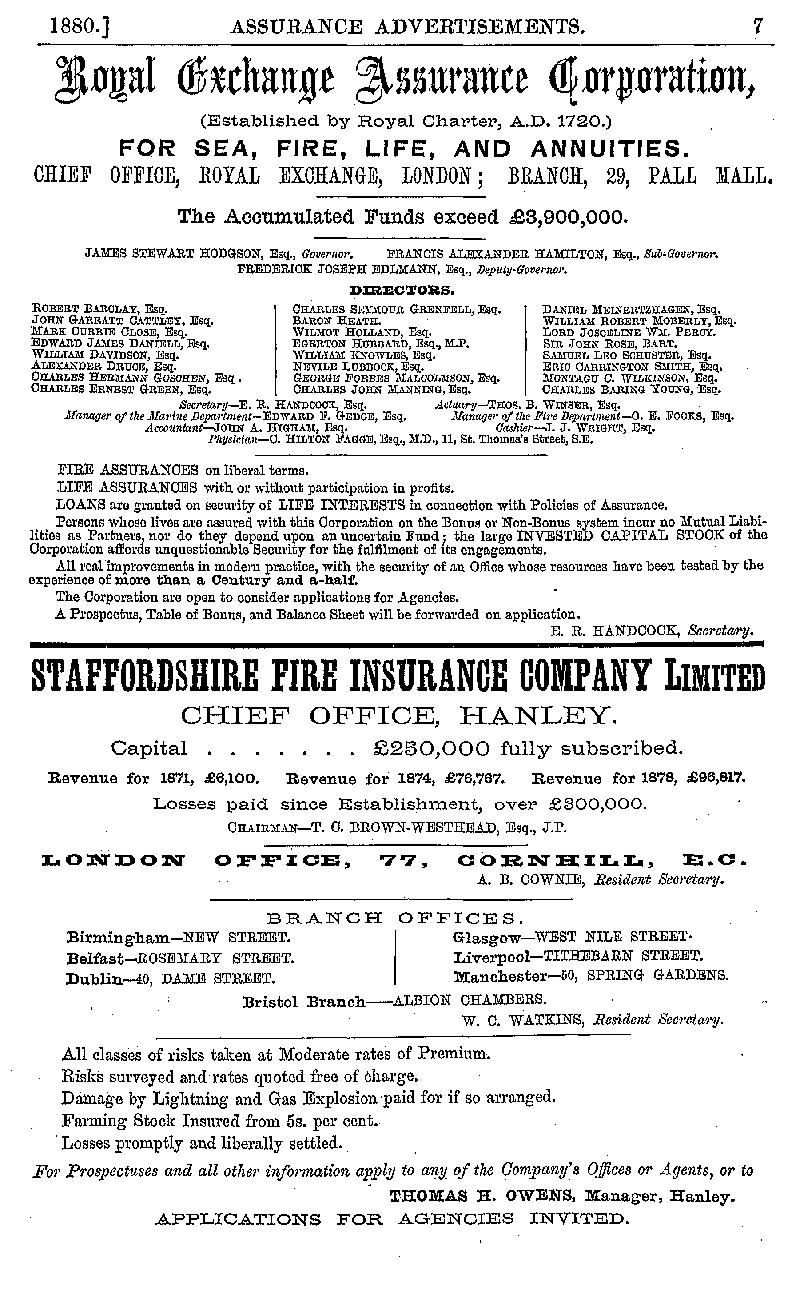 1880.] ASSURANCE ADVERTISEMENTS. 7
Royal Exchange Assurance Corporation,
(Established by Royal Charter, A.D. 1720.)
FOR SEA, FIRE, LIFE, AND ANNUITIES.
CHIEF OFFICE, ROYAL EXCHANGE, LONDON; BRANCH, 29, PALL MALL.
The Accumulated Funds exceed £3,900,000.
JAMES STEWART HODGSON, Esq., Governor. FRANCIS ALEXANDER HAMILTON, Esq., Sub-Governor.
FREDERICK JOSEPH EDLMANN, Esq., Deputy-Governor.
DIRECTORS.
ROBERT BARCLAY, Esq.
JOHN GARRATT CATTLEY, Esq.
MARK CURRIE CLOSE, Esq.
EDWARD JAMES DANIELL, Esq.
WILLIAM DAVIDSON, Esq.
ALEXANDER DRUCE, Esq.
CHARLES HERMANN GOSCHEN, Esq.
CHARLES ERNEST GREEN, Esq.
CHARLES SEYMOUR GRENFELL, Esq.
BARON HEATH.
WILMOT HOLLAND, Esq.
EGERTON HUBBARD, Esq., M.P.
WILLIAM KNOWLES, Esq.
NEVILE LUBBOCK, Esq.
GEORGE FORBES MALCOLMSON, Esq.
CHARLES JOHN MANNING, Esq.
DANIEL MEINERTZHAGEN, Esq.
WILLIAM ROBERT MOBERLY, Esq.
LORD JOSCELINE WM. PERCY.
SIR JOHN ROSE, BART.
SAMUEL LEO SCHUSTER, Esq.
ERIC CARRINGTON SMITH, Esq.
MONTAGU C. WILKINSON, Esq.
CHARLES BARING YOUNG, Esq.
Secretary—E. R. HANDCOCK, Esq. Actuary—THOS. B. WINSER, Esq.
Manager of the Marine Department—EDWARD F. GEDGE, Esq. Manager of the Fire Department—O. E. FOOKS, Esq.
Accountant—JOHN A. HIGHAM, Esq. Cashier—J. J. WRIGHT, Esq.
Physician—C. HILTON FAGGE, Esq., M.D., 11, St. Thomas's Street, S.E.
FIRE ASSURANCES on liberal terms.
LIFE ASSURANCES with or without participation in profits.
LOANS are granted on security of LIFE INTERESTS in connection with Policies of Assurance.
Persons whose lives are assured with this Corporation on the Bonus or Non-Bonus system incur no Mutual Liabi-
lities as Partners, nor do they depend upon an uncertain Fund; the large INVESTED CAPITAL STOCK of the
Corporation affords unquestionable Security for the fulfilment of its engagements.
All real improvements in modern practice, with the security of an Office whose resources have been tested by the
experience of more than a Century and a-half.
The Corporation are open to consider applications for Agencies.
A Prospectus, Table of Bonus, and Balance Sheet will be forwarded on application.
E. R. HANDCOCK, Secretary.
STAFFORDSHIRE FIRE INSURANCE COMPANY LIMITED
CHIEF OFFICE, HANLEY.
Capital . . . . . . . £250,000 fully subscribed.
Revenue for 1871, £6,100. Revenue for 1874, £76,767. Revenue for 1878, £96,817.
Losses paid since Establishment, over £300,000.
CHAIRMAN—T. C. BROWN-WESTHEAD, Esq., J.P.
LONDON OFFICE, 77, CORNHILL, E.C.
A. B. COWNIE, Resident Secretary.
BRANCH OFFICES.
Birmingham—NEW STREET.
Belfast—ROSEMARY STREET.
Dublin—40, DAME STREET.
Glasgow—WEST NILE STREET.
Liverpool—TITHEBARN STREET.
Manchester—50, SPRING GARDENS.
Bristol Branch—ALBION CHAMBERS.
W. C. WATKINS, Resident Secretary.
All classes of risks taken at Moderate rates of Premium.
Risks surveyed and rates quoted free of charge.
Damage by Lightning and Gas Explosion paid for if so arranged.
Farming Stock Insured from 5s. per cent.
Losses promptly and liberally settled.
For Prospectuses and all other information apply to any of the Company's Offices or Agents, or to
THOMAS H. OWENS, Manager, Hanley.
APPLICATIONS FOR AGENCIES INVITED.